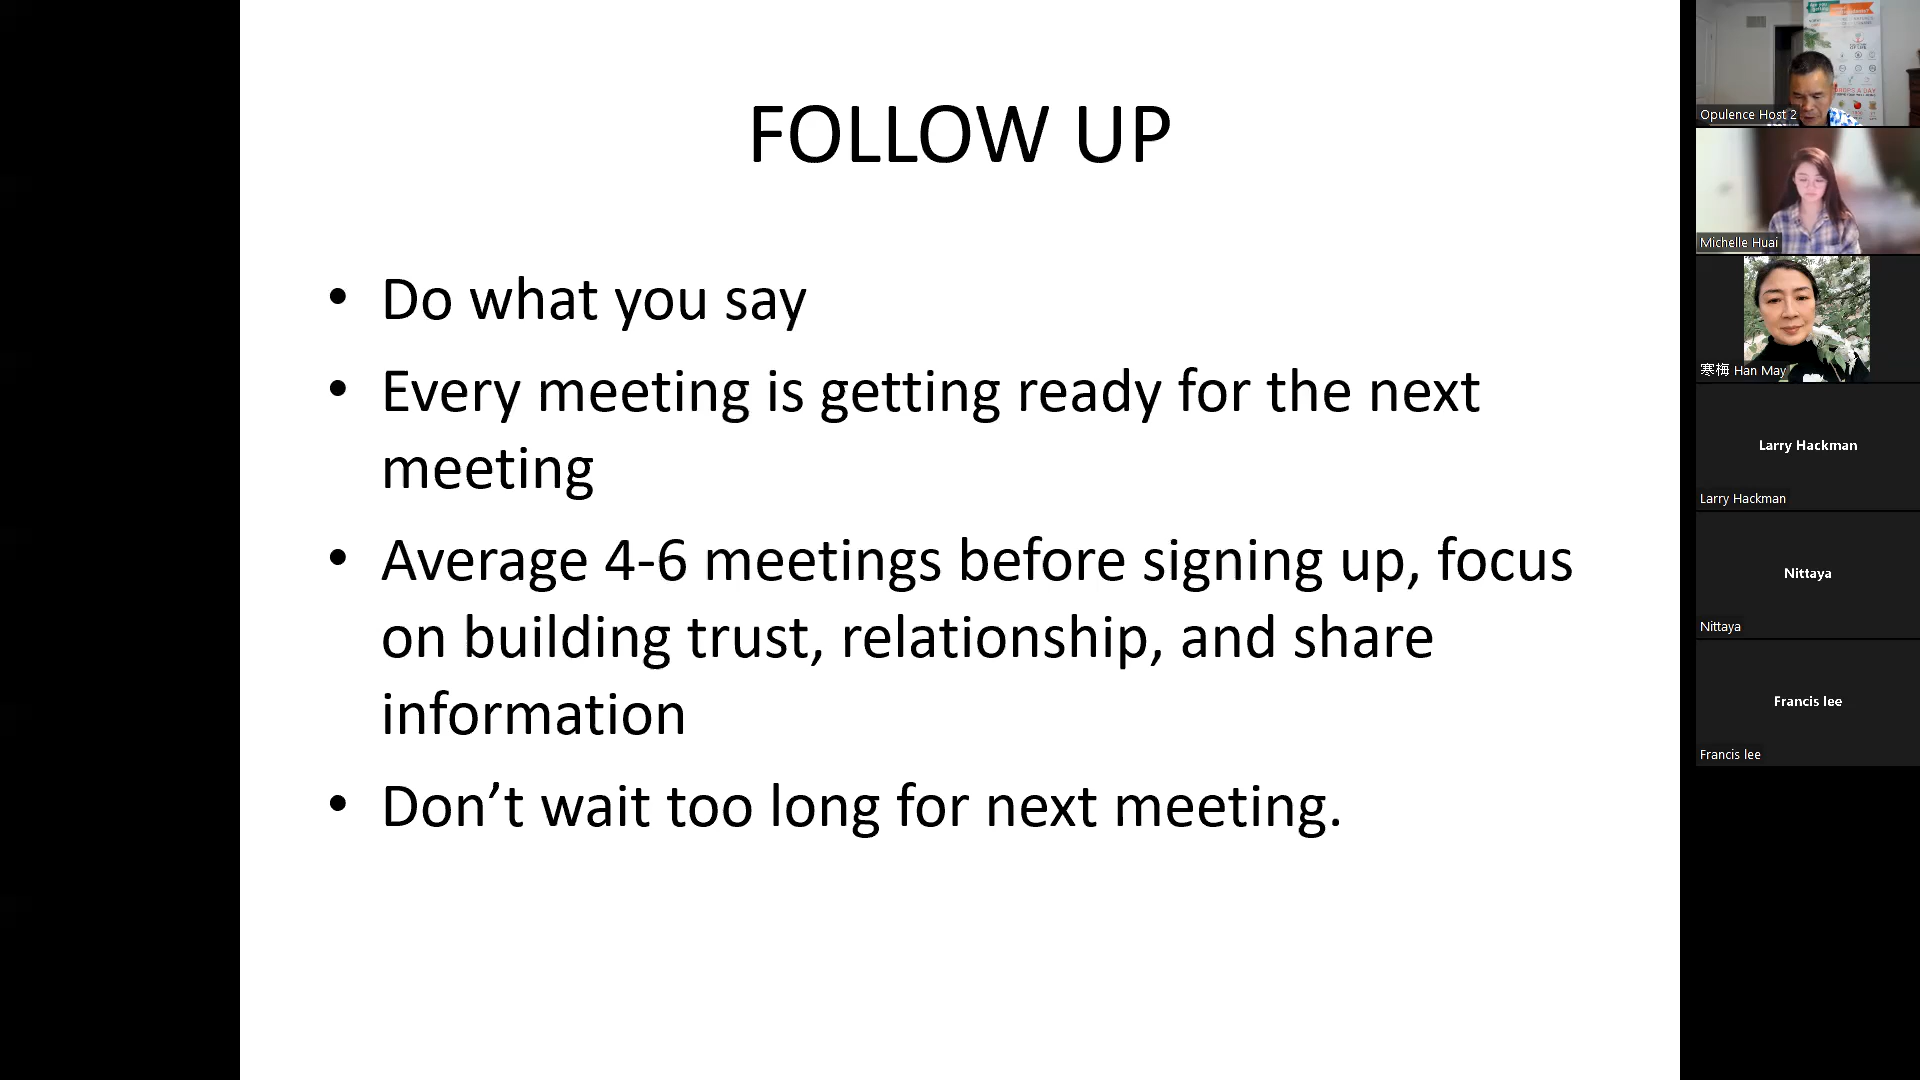 FOLLOW UP
• Do what you say
• Every meeting is getting ready for the next
meeting
• Average 4-6 meetings before signing up, focus
on building trust, relationship, and share
information
• Don’t wait too long for next meeting.
Opulence Host 2
Michelle Huai
寒梅 Han May
Larry Hackman
Larry Hackman
Nittaya
Nittaya
Francis lee
Francis lee